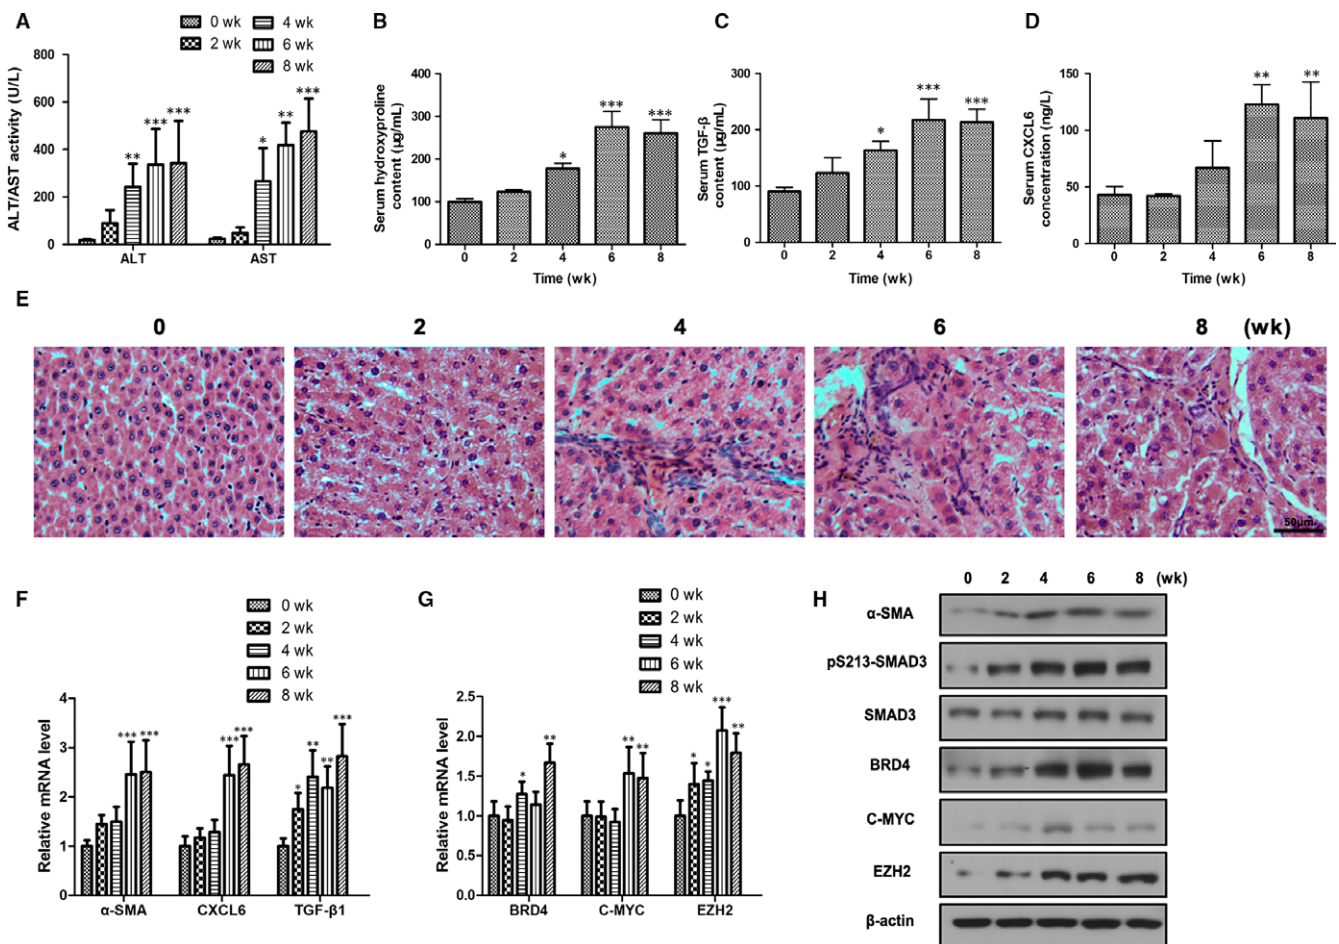 A
0 wk
2 wk
4 wk
6 wk
8 wk
ALT/AST activity (U/L)
800
600
400
200
0
** *** *** * ** ***
ALT AST
B
Serum hydroxyproline
content (μg/mL)
400
300
200
100
0
* *** ***
0 2 4 6 8
Time (wk)
C
Serum TGF-β
content (μg/mL)
300
200
100
0
* *** ***
0 2 4 6 8
Time (wk)
D
Serum CXCL6
concentration (ng/L)
150
100
50
0
** **
0 2 4 6 8
Time (wk)
E
0 2 4 6 8 (wk)
50μm
F
0 wk
2 wk
4 wk
6 wk
8 wk
Relative mRNA level
4
3
2
1
0
*** *** *** *** * ** ** ***
α-SMA CXCL6 TGF-β1
G
0 wk
2 wk
4 wk
6 wk
8 wk
Relative mRNA level
2.5
2.0
1.5
1.0
0.5
0.0
* ** ** ** * * *** **
BRD4 C-MYC EZH2
H
0 2 4 6 8 (wk)
α-SMA
pS213-SMAD3
SMAD3
BRD4
C-MYC
EZH2
β-actin